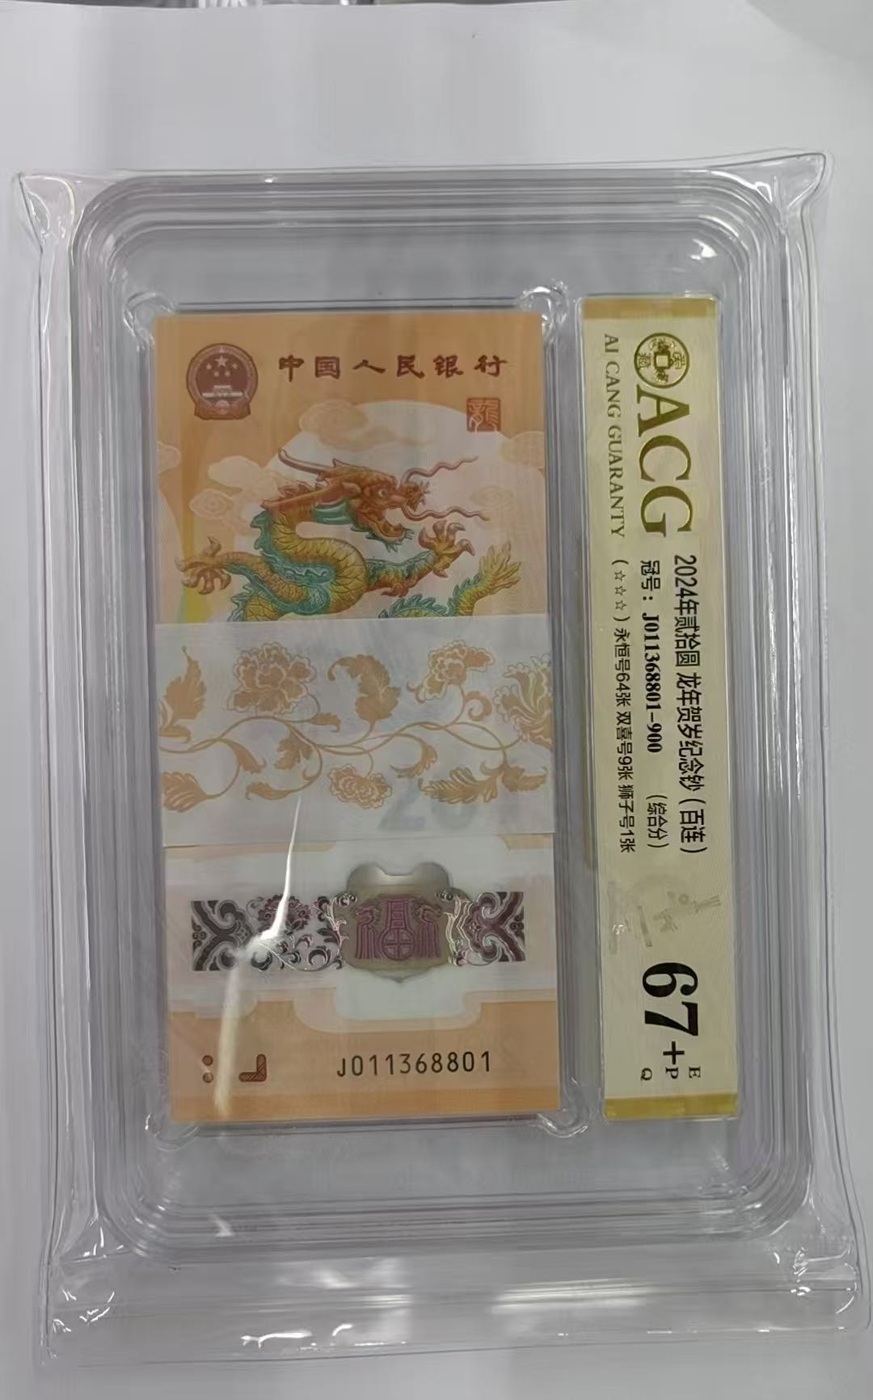 中国人民银行
龍
J011368801
ACG
AI CANG GUARANTY
2024年贰拾圆 龙年贺岁纪念钞（百连）
冠号：J011368801-900 （综合分）
（☆☆☆）永恒号64张 双喜号9张 狮子号1张
67+
EPQ